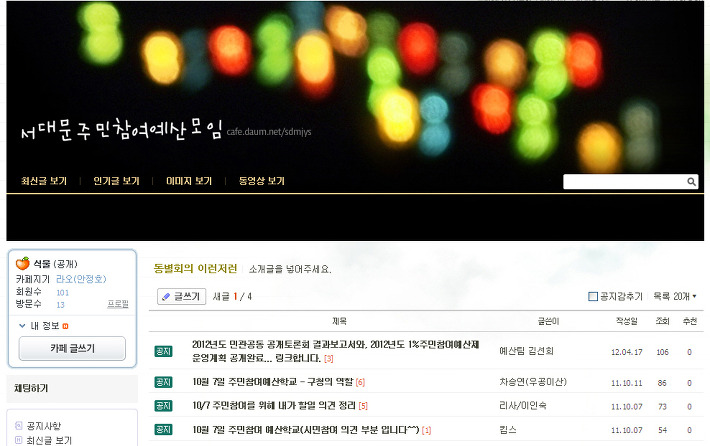 서대문주민참여예산모임 cafe.daum.net/sdmjys
최신글 보기 | 인기글 보기 | 이미지 보기 | 동영상 보기
석울 (공개)
카페지기 라오(안정호)
회원수 101
방문수 13 프로필
내 정보
카페 글쓰기
채팅하기
공지사항
최신글 보기
동별회의 이런저런 | 소개글을 넣어주세요.
글쓰기 새글 1 / 4 공지감추기 목록 20개▼
제목 글쓴이 작성일 조회 추천
공지 2012년도 민관공동 공개토론회 결과보고서와, 2012년도 1%주민참여예산제
운영계획 공개완료... 링크합니다. [3] 예산팀 김선회 12.04.17 106 0
공지 10월 7일 주민참여예산학교 - 구청의 역할 [6] 차승연(우공미산) 11.10.11 86 0
공지 10/7 주민참여를 위해 내가 할일 의견 정리 [5] 리사/이인숙 11.10.07 73 0
공지 10월 7일 주민참여 예산학교(시민참여 의견 부분 입니다^^) [1] 킴스 11.10.07 54 0